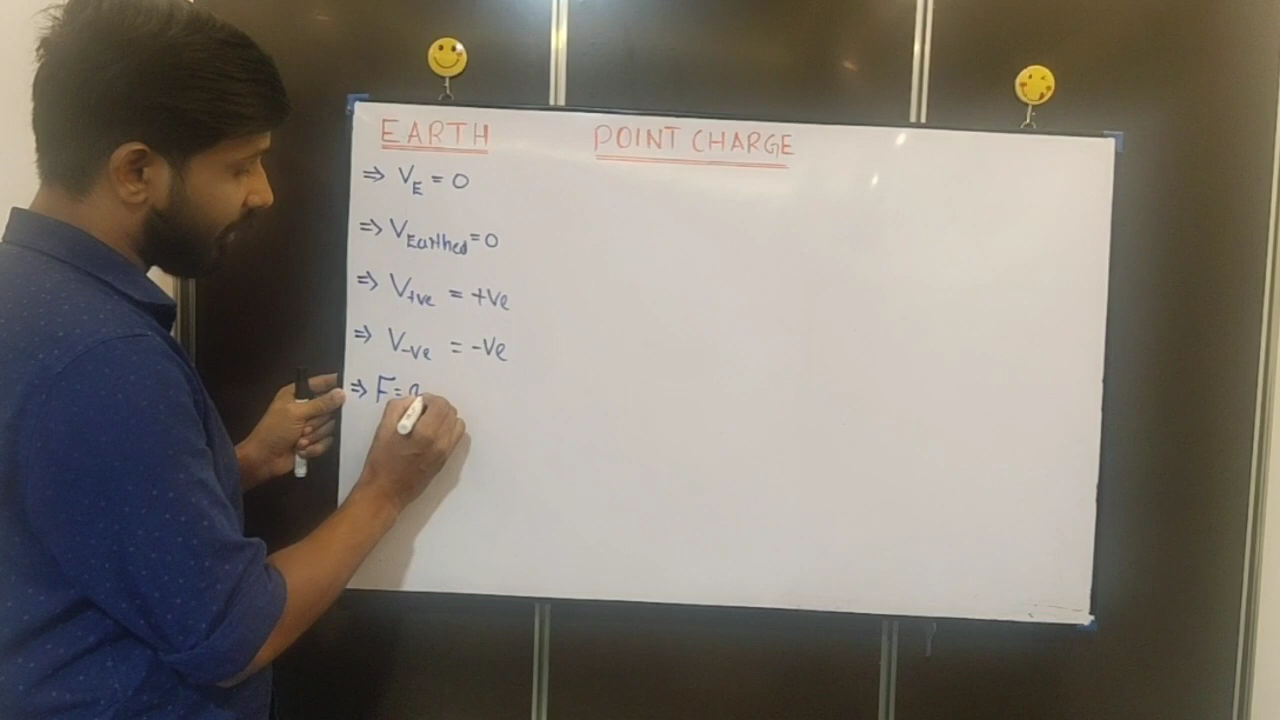 EARTH
POINT CHARGE
⇒ V_E = 0
⇒ V_Earthed = 0
⇒ V_+ve = +ve
⇒ V_-ve = -ve
⇒ F =